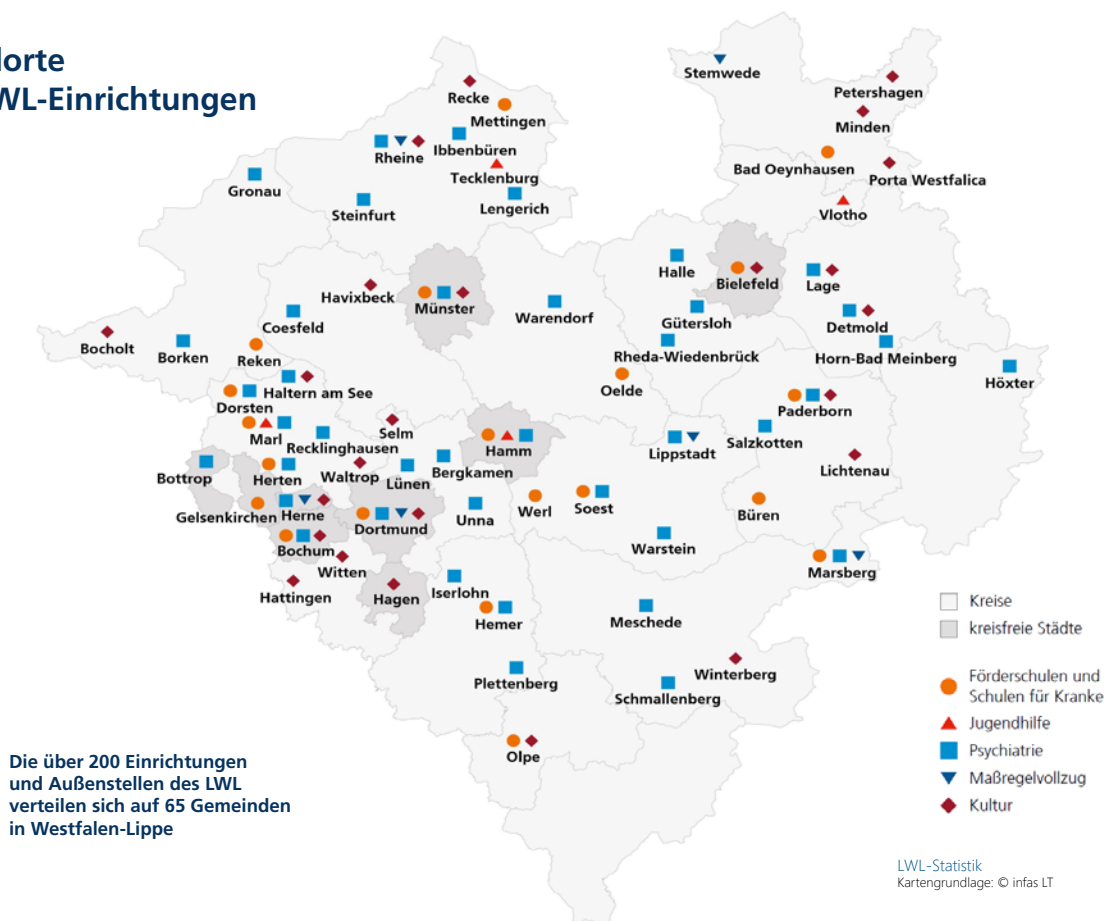 lorte
WL-Einrichtungen
Stemwede
Petershagen
Recke
Mettingen
Minden
Rheine
Ibbenbüren
Bad Oeynhausen
Tecklenburg
Porta Westfalica
Gronau
Steinfurt
Lengerich
Vlotho
Halle
Bielefeld
Lage
Havixbeck
Münster
Warendorf
Gütersloh
Coesfeld
Detmold
Bocholt
Borken
Reken
Rheda-Wiedenbrück
Horn-Bad Meinberg
Höxter
Oelde
Haltern am See
Dorsten
Paderborn
Marl
Selm
Recklinghausen
Hamm
Lippstadt
Salzkotten
Bergkamen
Lichtenau
Bottrop
Herten
Waltrop
Lünen
Gelsenkirchen
Herne
Dortmund
Unna
Werl
Soest
Büren
Bochum
Warstein
Witten
Marsberg
Hattingen
Hagen
Iserlohn
Hemer
Meschede
Winterberg
Plettenberg
Schmallenberg
Olpe
Kreise
kreisfreie Städte
Förderschulen und
Schulen für Kranke
Jugendhilfe
Psychiatrie
Maßregelvollzug
Kultur
Die über 200 Einrichtungen
und Außenstellen des LWL
verteilen sich auf 65 Gemeinden
in Westfalen-Lippe
LWL-Statistik
Kartengrundlage: © infas LT